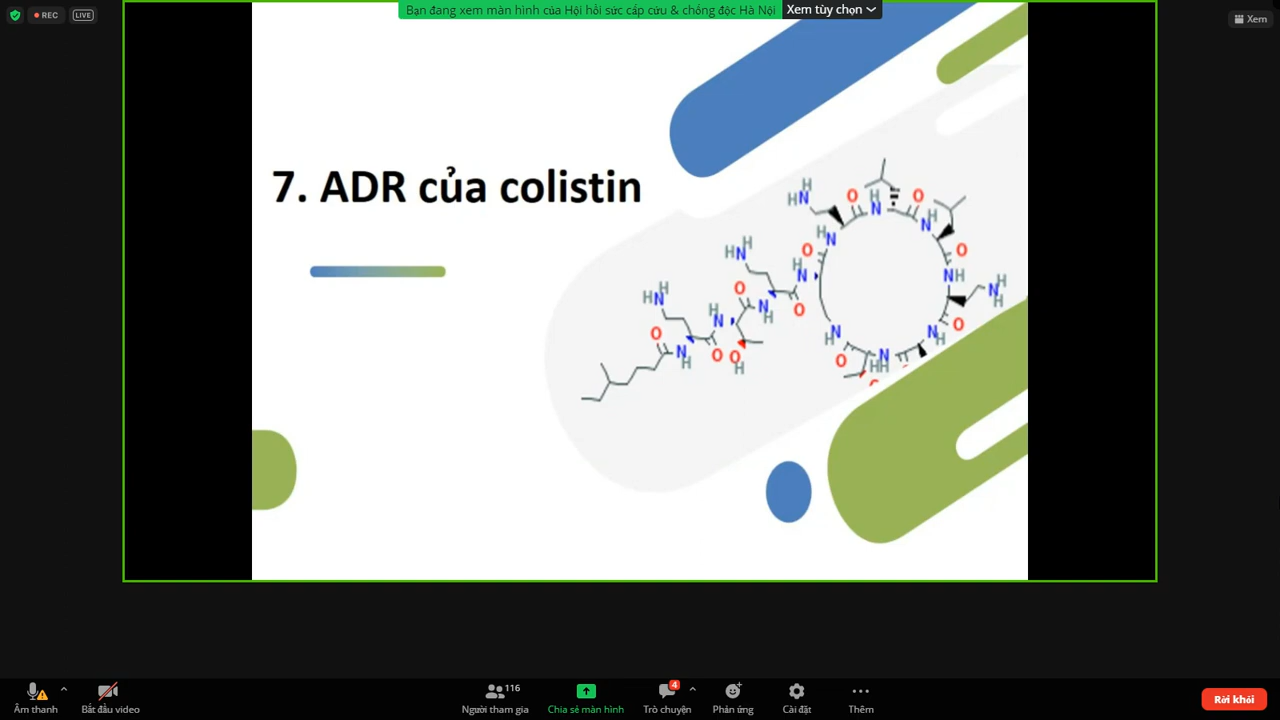 REC
LIVE
Bạn đang xem màn hình của Hội hồi sức cấp cứu & chống độc Hà Nội
Xem tùy chọn
Xem
7. ADR của colistin
Âm thanh
Bắt đầu video
116
Người tham gia
Chia sẻ màn hình
4
Trò chuyện
Phản ứng
Cài đặt
Thêm
Rời khỏi